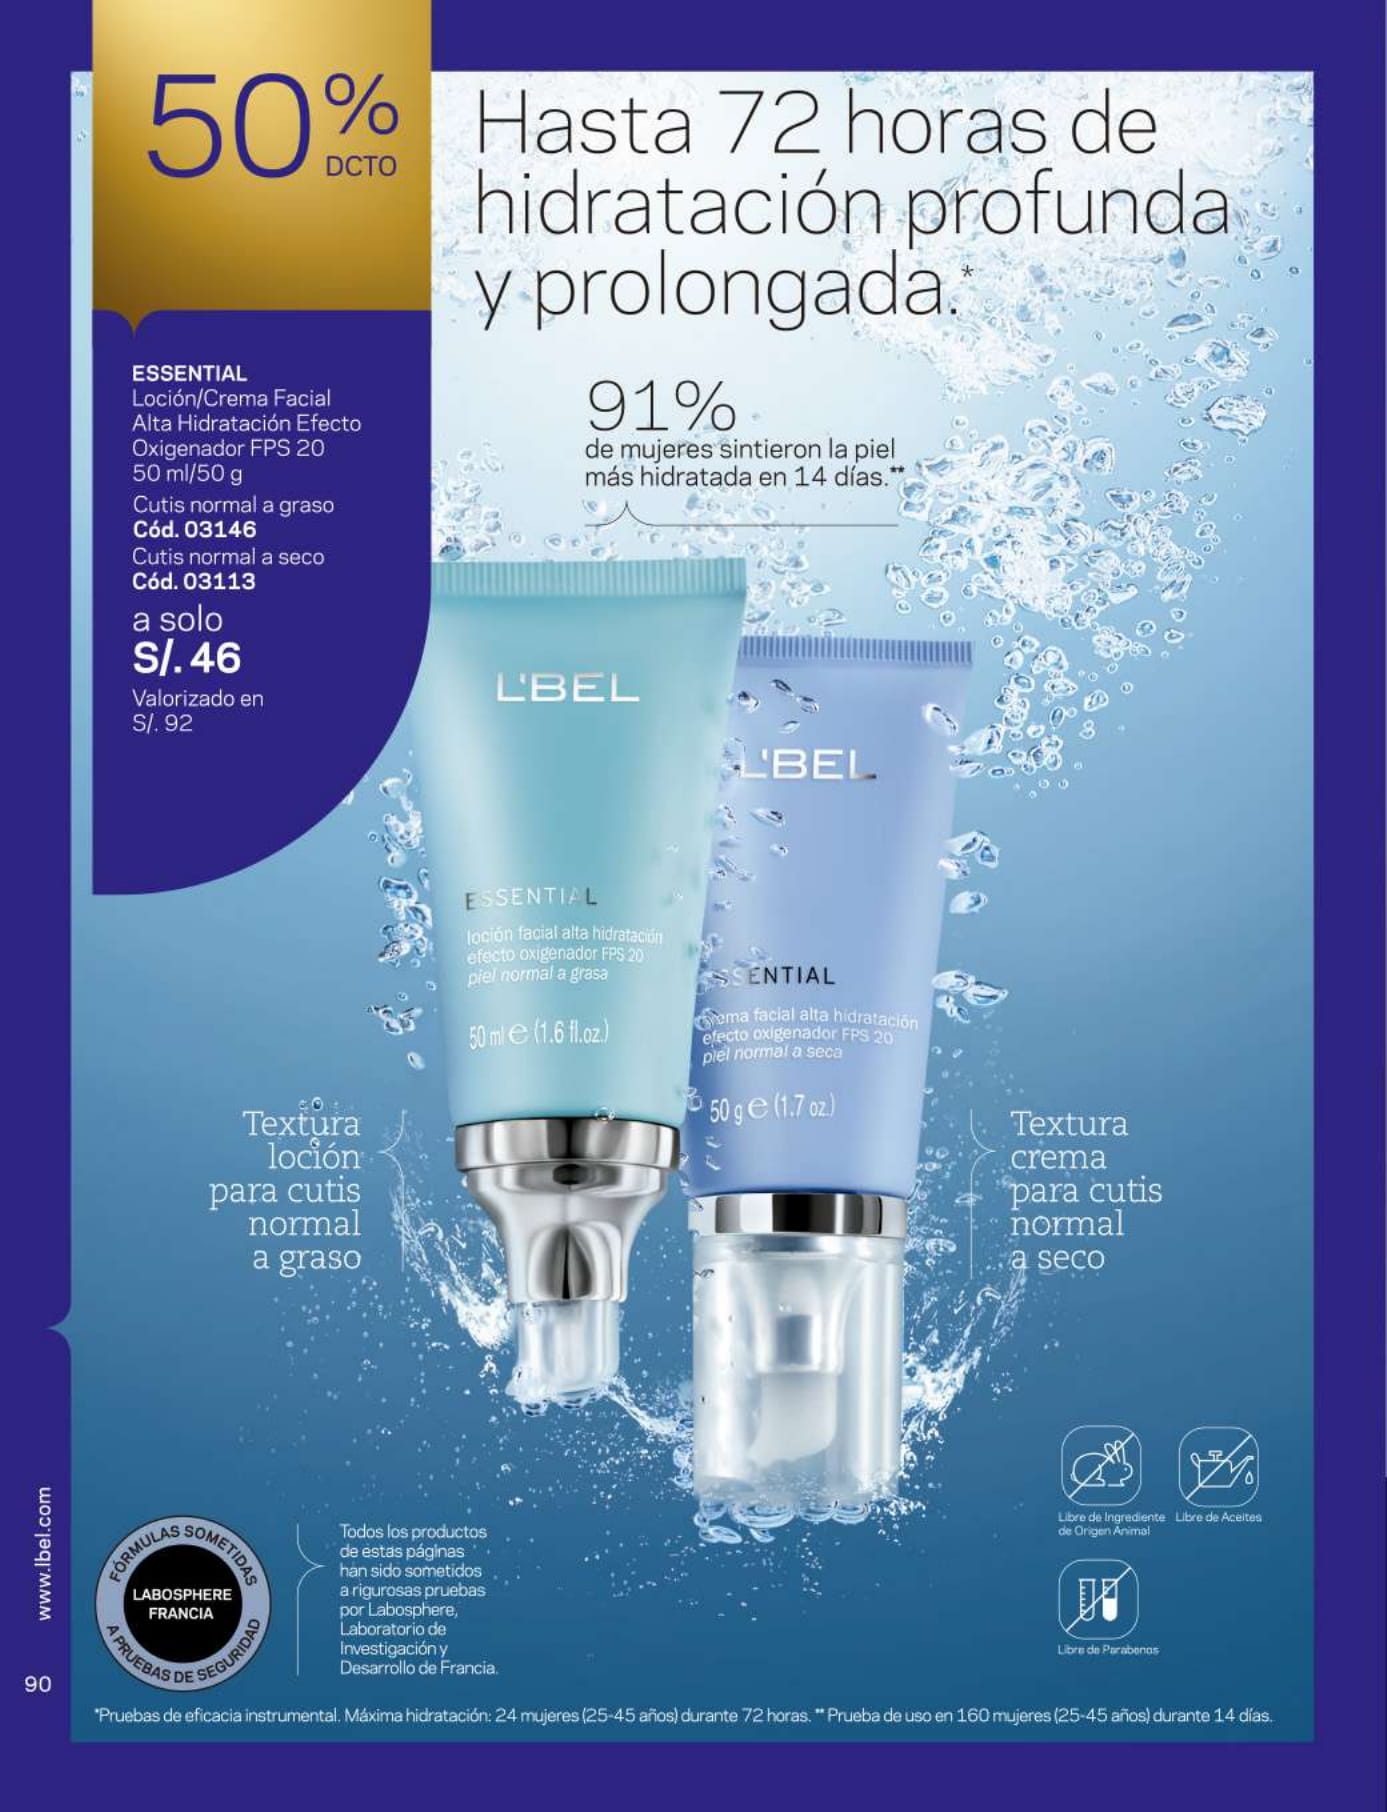 50%
DCTO
Hasta 72 horas de
hidratación profunda
y prolongada.*
ESSENTIAL
Loción/Crema Facial
Alta Hidratación Efecto
Oxigenador FPS 20
50 ml/50 g
Cutis normal a graso
Cód. 03146
Cutis normal a seco
Cód. 03113
a solo
S/. 46
Valorizado en
S/. 92
91%
de mujeres sintieron la piel
más hidratada en 14 días.**
L'BEL
ESSENTIAL
loción facial alta hidratación
efecto oxigenador FPS 20
piel normal a grasa
50 ml e (1.6 fl.oz.)
L'BEL
ESSENTIAL
crema facial alta hidratación
efecto oxigenador FPS 20
piel normal a seca
50 g e (1.7 oz.)
Textura
loción
para cutis
normal
a graso
Textura
crema
para cutis
normal
a seco
Libre de Ingrediente
de Origen Animal
Libre de Aceites
Libre de Parabenos
FÓRMULAS SOMETIDAS
LABOSPHERE
FRANCIA
A PRUEBAS DE SEGURIDAD
Todos los productos
de estas páginas
han sido sometidos
a rigurosas pruebas
por Labosphere,
Laboratorio de
Investigación y
Desarrollo de Francia.
www.lbel.com
90
*Pruebas de eficacia instrumental. Máxima hidratación: 24 mujeres (25-45 años) durante 72 horas. ** Prueba de uso en 160 mujeres (25-45 años) durante 14 días.